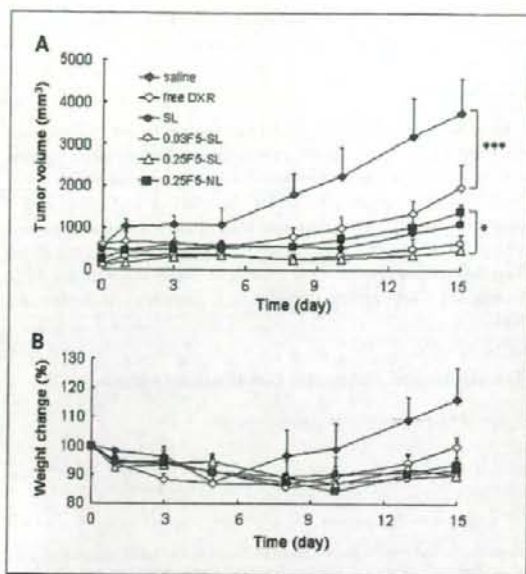 A
Tumor volume (mm³)
5000
4000
3000
2000
1000
0
saline
free DXR
SL
0.03F5-SL
0.25F5-SL
0.25F5-NL
***
*
0 3 6 9 12 15
Time (day)
B
Weight change (%)
130
120
110
100
90
80
0 3 6 9 12 15
Time (day)